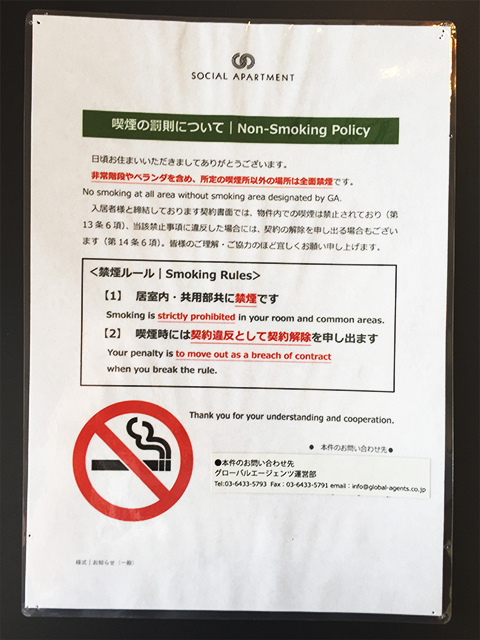 SOCIAL APARTMENT
喫煙の罰則について｜Non-Smoking Policy
日頃お住まいいただきましてありがとうございます。
非常階段やベランダを含め、所定の喫煙所以外の場所は全面禁煙です。
No smoking at all area without smoking area designated by GA.
入居者様と締結しております契約書面では、物件内での喫煙は禁止されており（第
13条6項）、当該禁止事項に違反した場合には、契約の解除を申し出る場合もござい
ます（第14条6項）。皆様のご理解・ご協力のほど宜しくお願い申し上げます。
＜禁煙ルール｜Smoking Rules＞
【1】 居室内・共用部共に禁煙です
Smoking is strictly prohibited in your room and common areas.
【2】 喫煙時には契約違反として契約解除を申し出ます
Your penalty is to move out as a breach of contract
when you break the rule.
Thank you for your understanding and cooperation.
● 本件のお問い合わせ先 ●
●本件のお問い合わせ先
グローバルエージェンツ運営部
Tel:03-6433-5793 Fax：03-6433-5791 email：info@global-agents.co.jp
様式｜お知らせ（一般）